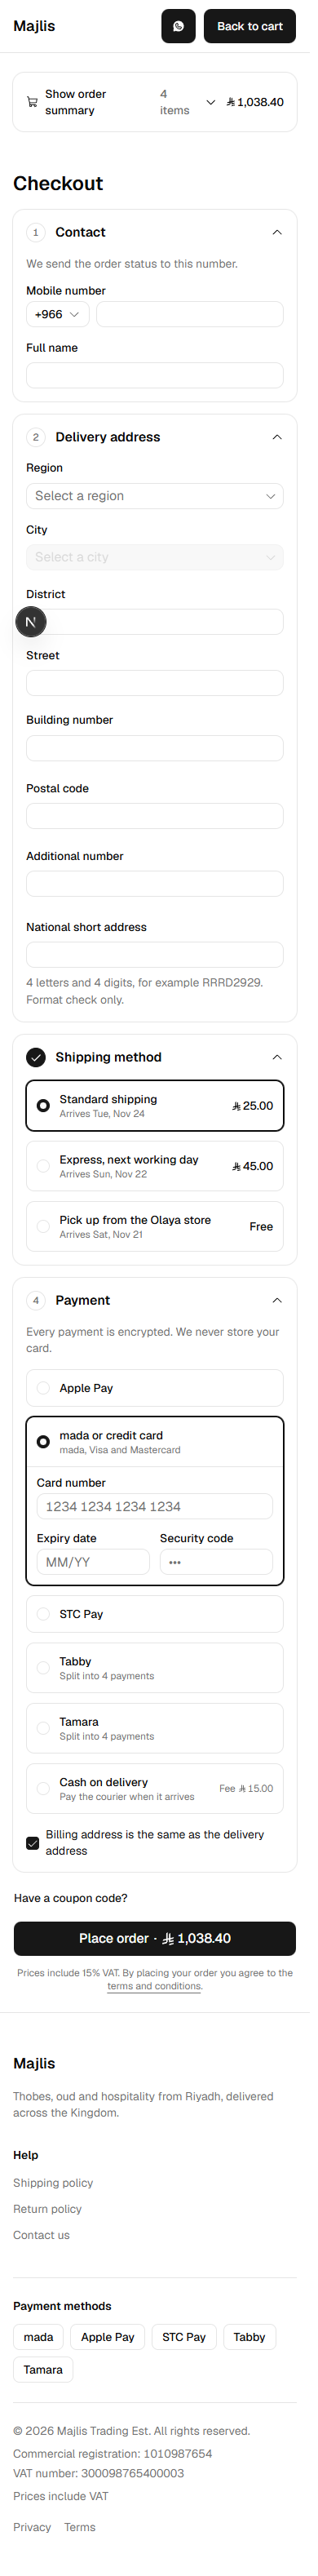 Majlis
Back to cart
Show order summary
4 items
⃁ 1,038.40
Checkout
1 Contact
We send the order status to this number.
Mobile number
+966
Full name
2 Delivery address
Region
Select a region
City
Select a city
District
N
Street
Building number
Postal code
Additional number
National short address
4 letters and 4 digits, for example RRRD2929.
Format check only.
Shipping method
Standard shipping
Arrives Tue, Nov 24
⃁ 25.00
Express, next working day
Arrives Sun, Nov 22
⃁ 45.00
Pick up from the Olaya store
Arrives Sat, Nov 21
Free
4 Payment
Every payment is encrypted. We never store your
card.
Apple Pay
mada or credit card
mada, Visa and Mastercard
Card number
1234 1234 1234 1234
Expiry date
Security code
MM/YY
•••
STC Pay
Tabby
Split into 4 payments
Tamara
Split into 4 payments
Cash on delivery
Pay the courier when it arrives
Fee ⃁ 15.00
Billing address is the same as the delivery
address
Have a coupon code?
Place order · ⃁ 1,038.40
Prices include 15% VAT. By placing your order you agree to the
terms and conditions.
Majlis
Thobes, oud and hospitality from Riyadh, delivered
across the Kingdom.
Help
Shipping policy
Return policy
Contact us
Payment methods
mada
Apple Pay
STC Pay
Tabby
Tamara
© 2026 Majlis Trading Est. All rights reserved.
Commercial registration: 1010987654
VAT number: 300098765400003
Prices include VAT
Privacy
Terms